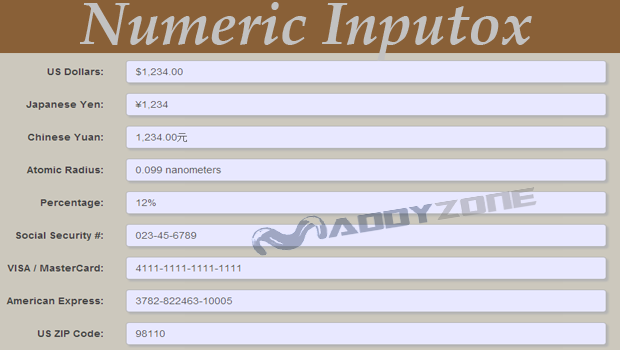 Numeric Inputox
US Dollars: $1,234.00
Japanese Yen: ¥1,234
Chinese Yuan: 1,234.00元
Atomic Radius: 0.099 nanometers
Percentage: 12%
Social Security #: 023-45-6789
MADDYZONE
VISA / MasterCard: 4111-1111-1111-1111
American Express: 3782-822463-10005
US ZIP Code: 98110